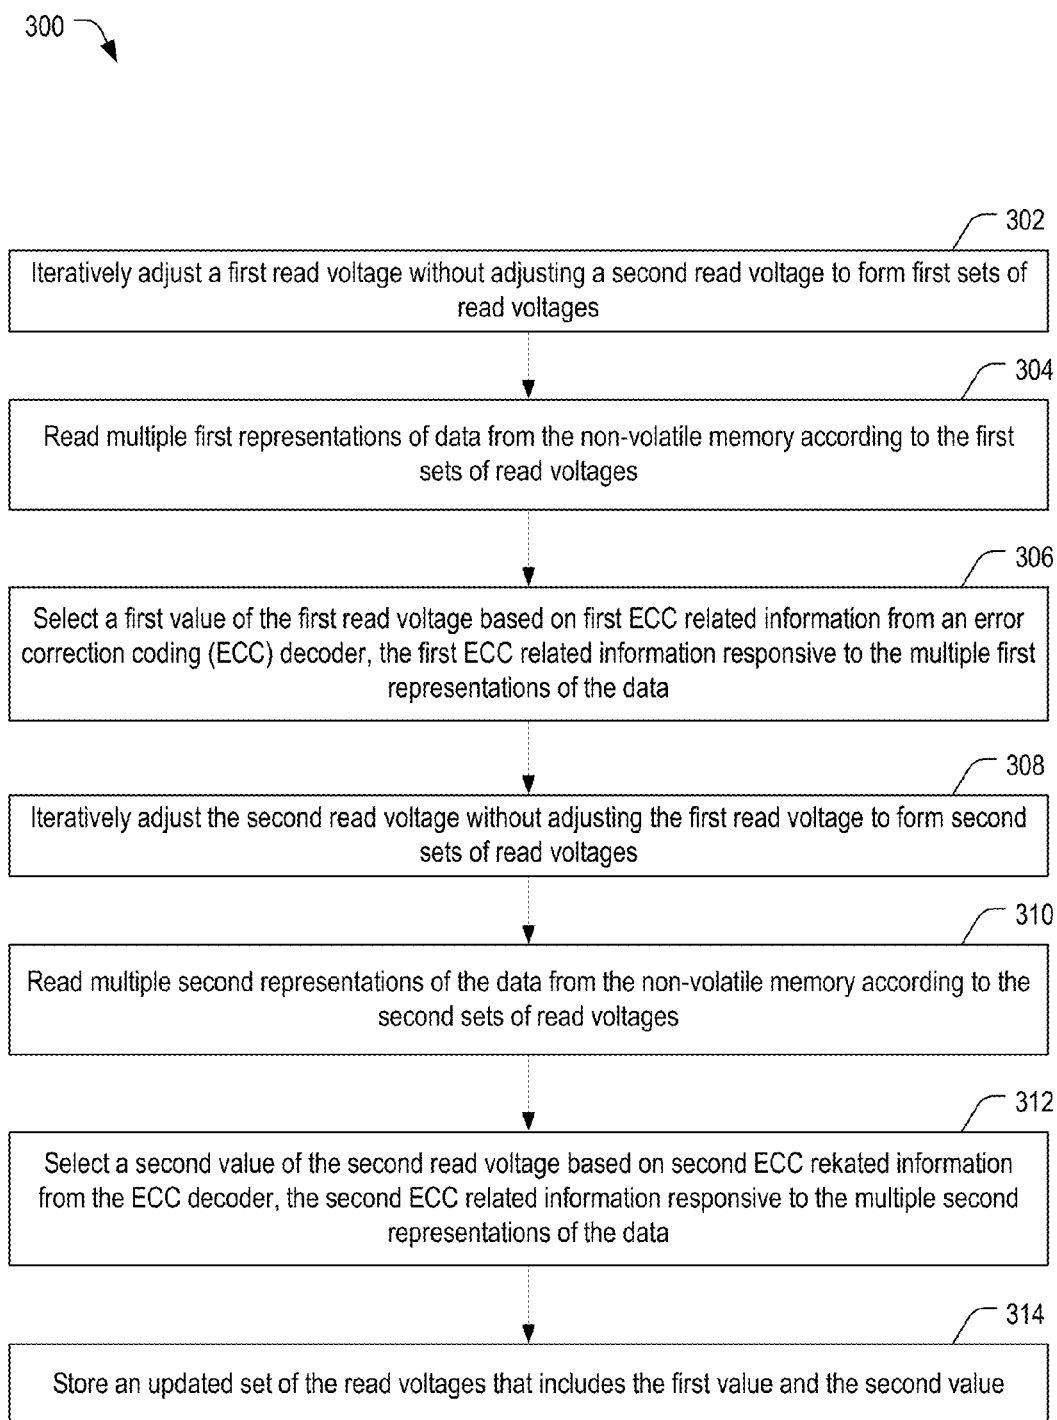 300
302
Iteratively adjust a first read voltage without adjusting a second read voltage to form first sets of
read voltages
304
Read multiple first representations of data from the non-volatile memory according to the first
sets of read voltages
306
Select a first value of the first read voltage based on first ECC related information from an error
correction coding (ECC) decoder, the first ECC related information responsive to the multiple first
representations of the data
308
Iteratively adjust the second read voltage without adjusting the first read voltage to form second
sets of read voltages
310
Read multiple second representations of the data from the non-volatile memory according to the
second sets of read voltages
312
Select a second value of the second read voltage based on second ECC rekated information
from the ECC decoder, the second ECC related information responsive to the multiple second
representations of the data
314
Store an updated set of the read voltages that includes the first value and the second value